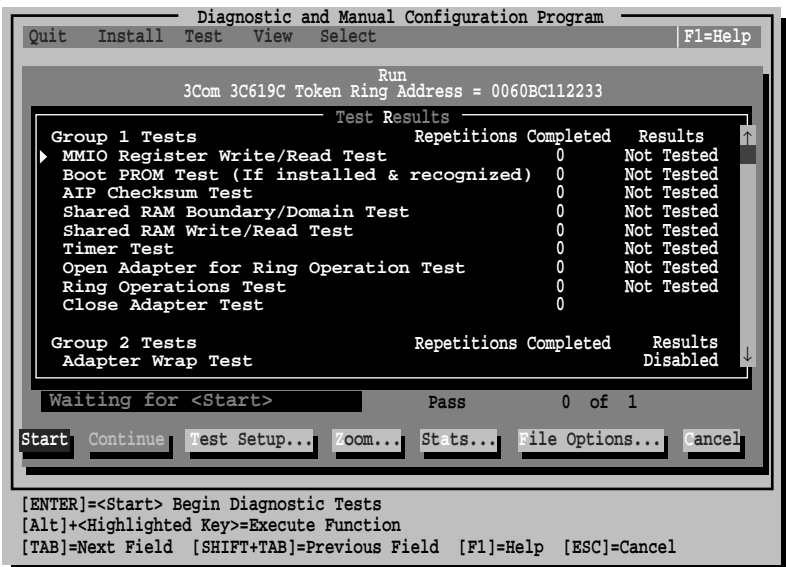 Diagnostic and Manual Configuration Program
Quit Install Test View Select F1=Help
Run
3Com 3C619C Token Ring Address = 0060BC112233
Test Results
Group 1 Tests Repetitions Completed Results ↑
MMIO Register Write/Read Test 0 Not Tested
Boot PROM Test (If installed & recognized) 0 Not Tested
AIP Checksum Test 0 Not Tested
Shared RAM Boundary/Domain Test 0 Not Tested
Shared RAM Write/Read Test 0 Not Tested
Timer Test 0 Not Tested
Open Adapter for Ring Operation Test 0 Not Tested
Ring Operations Test 0 Not Tested
Close Adapter Test 0
Group 2 Tests Repetitions Completed Results
Adapter Wrap Test Disabled ↓
Waiting for <Start> Pass 0 of 1
Start Continue Test Setup... Zoom... Stats... File Options... Cancel
[ENTER]=<Start> Begin Diagnostic Tests
[Alt]+<Highlighted Key>=Execute Function
[TAB]=Next Field [SHIFT+TAB]=Previous Field [F1]=Help [ESC]=Cancel